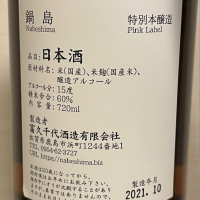 鍋島 特別本醸造
Nabeshima Pink Label
品目：日本酒
原材料名：米(国産)、米麹(国産米)、
醸造アルコール
アルコール分：15度
精米歩合：60%
内容量：720ml
製造者
富久千代酒造有限会社
佐賀県鹿島市浜町1244番地1
TEL 0954-62-3727
URL https://nabeshima.biz
製造年月
2021.10